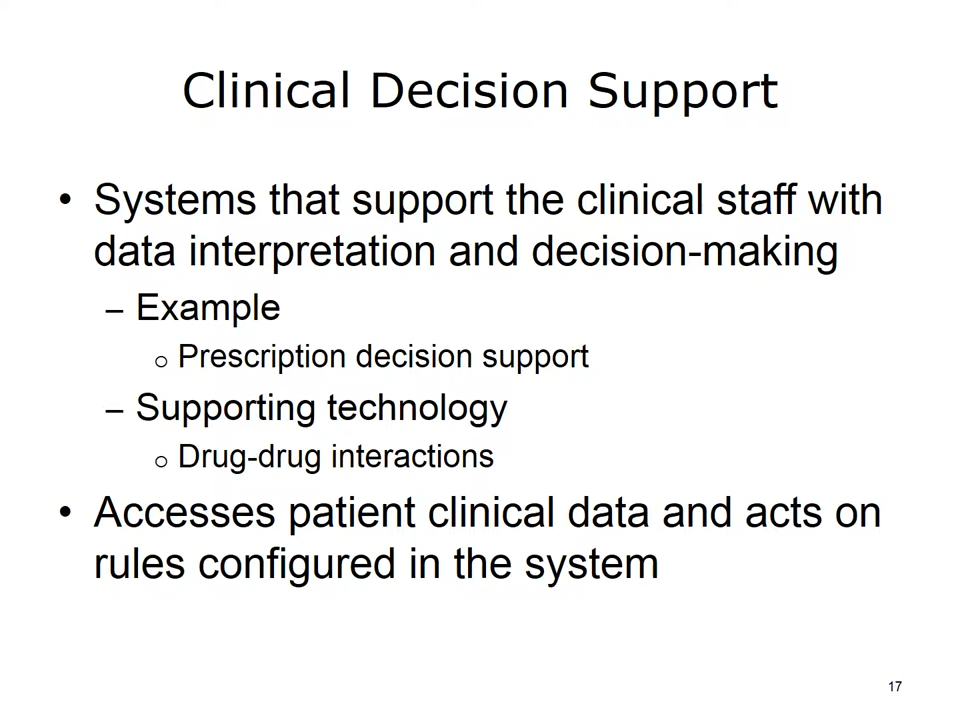 Clinical Decision Support
• Systems that support the clinical staff with
data interpretation and decision-making
– Example
o Prescription decision support
– Supporting technology
o Drug-drug interactions
• Accesses patient clinical data and acts on
rules configured in the system
17